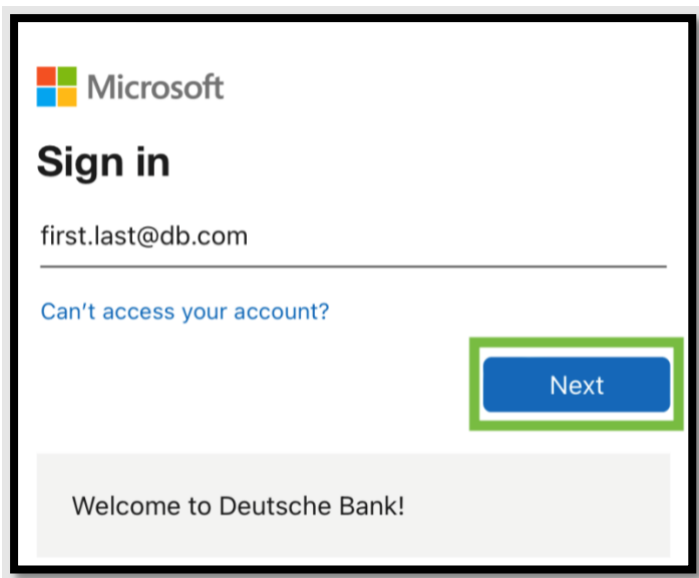 Microsoft
Sign in
first.last@db.com
Can't access your account?
Next
Welcome to Deutsche Bank!